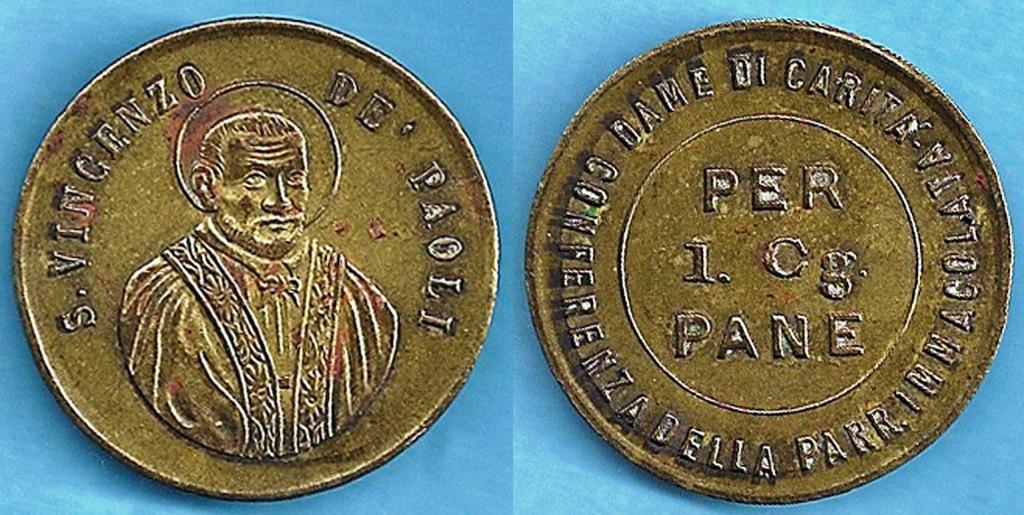 S. VINCENZO DE' PAOLI
CONFERENZA DELLA PARR. IMMACOLATA - DAME DI CARITÀ -
PER
1. Cg.
PANE